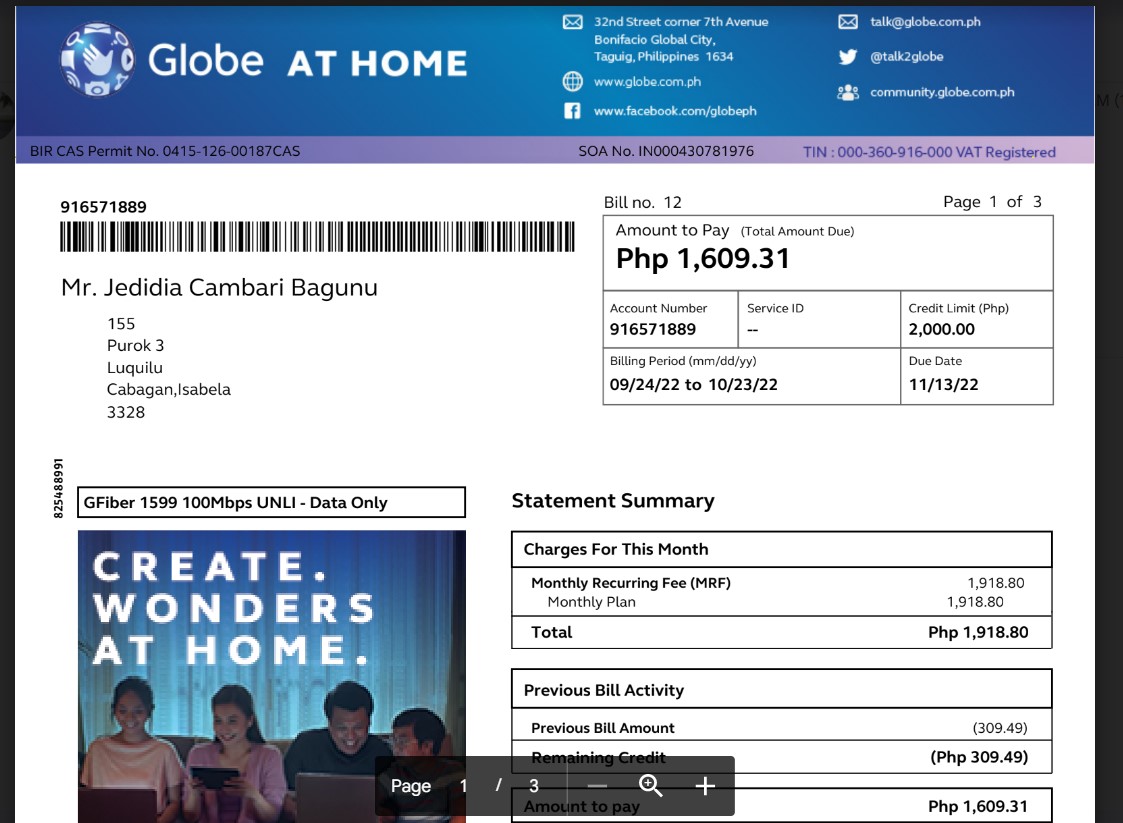 Globe AT HOME
32nd Street corner 7th Avenue
Bonifacio Global City,
Taguig, Philippines 1634
www.globe.com.ph
www.facebook.com/globeph
talk@globe.com.ph
@talk2globe
community.globe.com.ph
BIR CAS Permit No. 0415-126-00187CAS
SOA No. IN000430781976
TIN : 000-360-916-000 VAT Registered
916571889
Mr. Jedidia Cambari Bagunu
155
Purok 3
Luquilu
Cabagan,Isabela
3328
Bill no. 12
Page 1 of 3
Amount to Pay (Total Amount Due)
Php 1,609.31
Account Number
916571889
Service ID
--
Credit Limit (Php)
2,000.00
Billing Period (mm/dd/yy)
09/24/22 to 10/23/22
Due Date
11/13/22
825488991
GFiber 1599 100Mbps UNLI - Data Only
CREATE.
WONDERS
AT HOME.
Statement Summary
Charges For This Month
Monthly Recurring Fee (MRF) 1,918.80
Monthly Plan 1,918.80
Total Php 1,918.80
Previous Bill Activity
Previous Bill Amount (309.49)
Remaining Credit (Php 309.49)
Amount to pay Php 1,609.31
Page 1 / 3